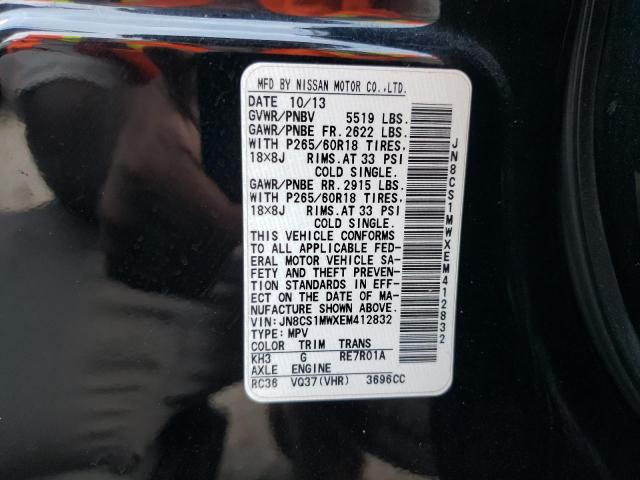 MFD BY NISSAN MOTOR CO.,LTD.
DATE 10/13
GVWR/PNBV 5519 LBS.
GAWR/PNBE FR.2622 LBS.
WITH P265/60R18 TIRES,
18X8J RIMS.AT 33 PSI
COLD SINGLE.
GAWR/PNBE RR.2915 LBS.
WITH P265/60R18 TIRES,
18X8J RIMS.AT 33 PSI
COLD SINGLE.
THIS VEHICLE CONFORMS
TO ALL APPLICABLE FED-
ERAL MOTOR VEHICLE SA-
FETY AND THEFT PREVEN-
TION STANDARDS IN EFF-
ECT ON THE DATE OF MA-
NUFACTURE SHOWN ABOVE.
VIN: JN8CS1MWXEM412832
TYPE: MPV
COLOR TRIM TRANS
KH3 G RE7R01A
AXLE ENGINE
RC36 VQ37(VHR) 3696CC
JN8CS1MWXEM412832